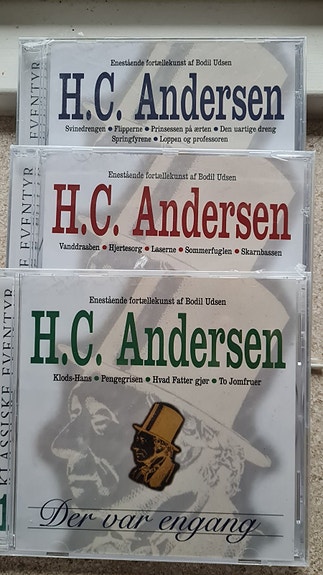 EVENTYR
Enestående fortællekunst af Bodil Udsen
H.C. Andersen
Svinedrengen • Flipperne • Prinsessen på ærten • Den uartige dreng
Springfyrene • Loppen og professoren
EVENTYR
Enestående fortællekunst af Bodil Udsen
H.C. Andersen
Vanddraaben • Hjertesorg • Laserne • Sommerfuglen • Skarnbassen
KLASSISKE EVENTYR
1
Enestående fortællekunst af Bodil Udsen
H.C. Andersen
Klods-Hans • Pengegrisen • Hvad Fatter gjør • To Jomfruer
Der var engang